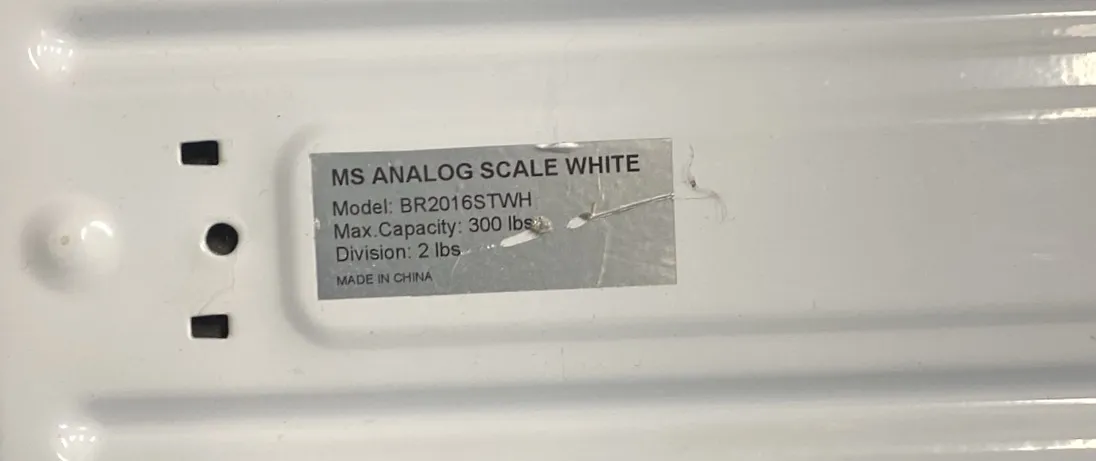 MS ANALOG SCALE WHITE
Model: BR2016STWH
Max.Capacity: 300 lbs
Division: 2 lbs
MADE IN CHINA